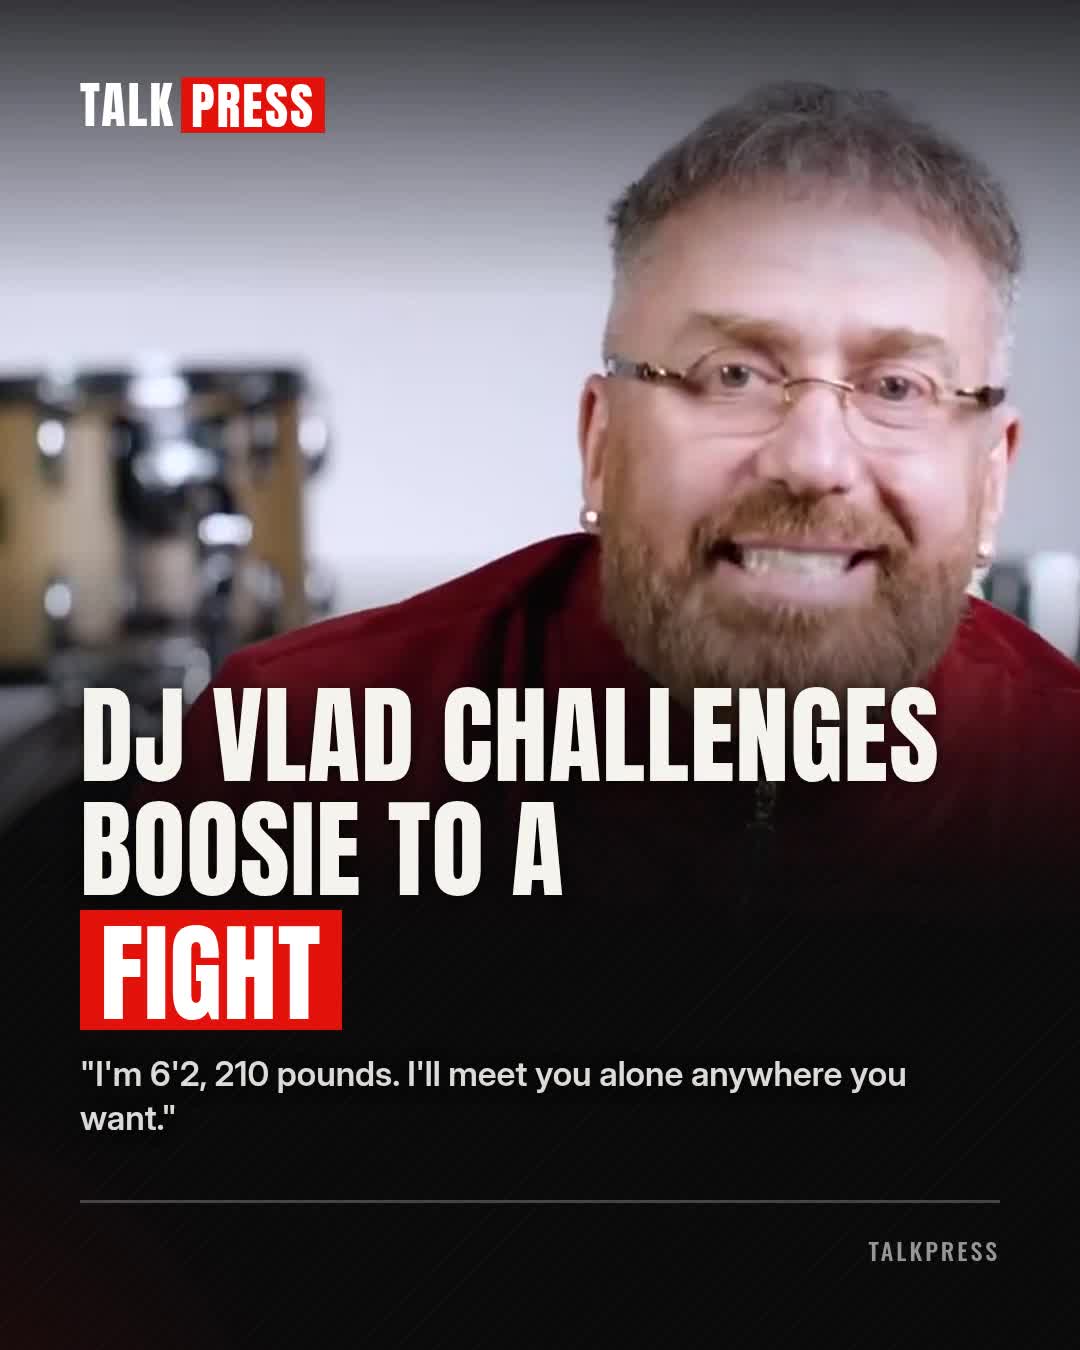 TALK PRESS
DJ VLAD CHALLENGES
BOOSIE TO A
FIGHT
"I'm 6'2, 210 pounds. I'll meet you alone anywhere you
want."
TALKPRESS